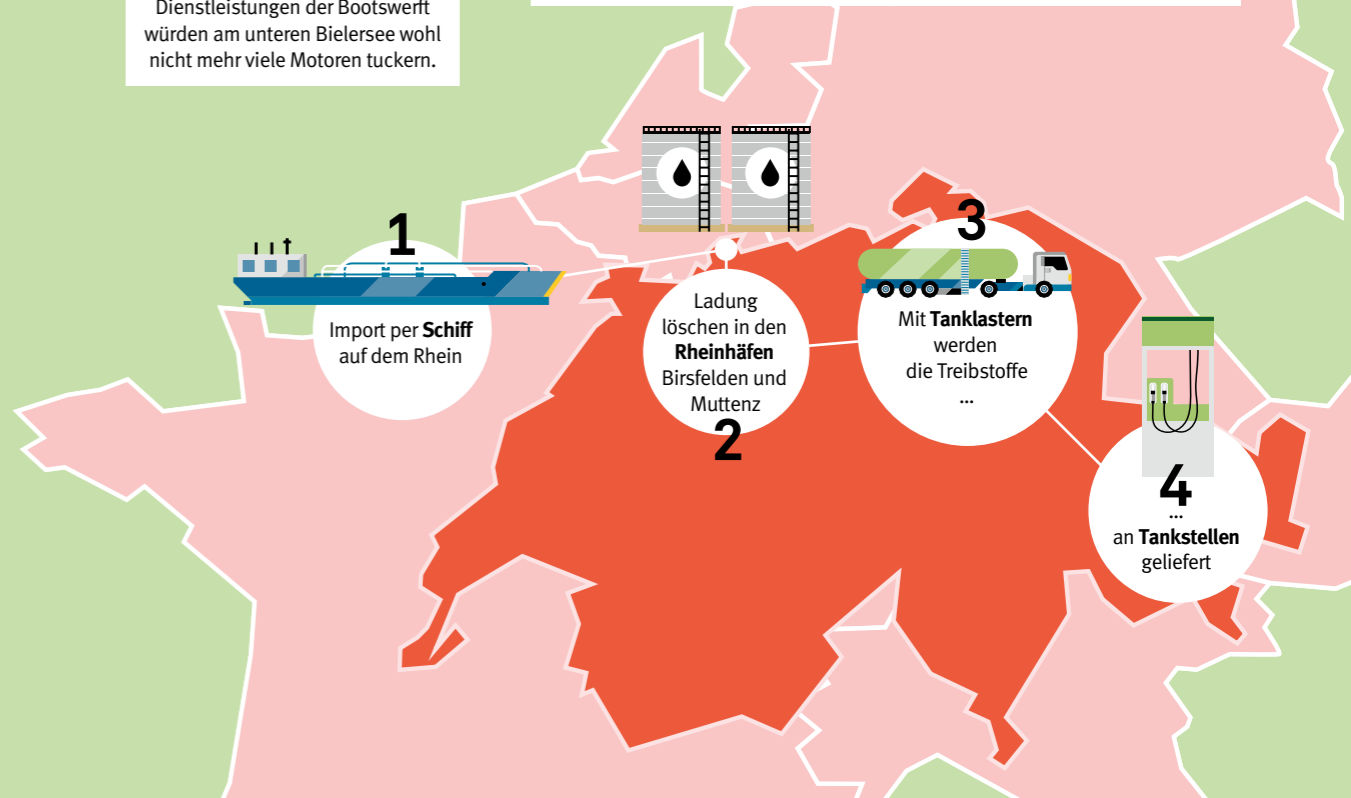 Dienstleistungen der Bootswerft
würden am unteren Bielersee wohl
nicht mehr viele Motoren tuckern.
1
Import per Schiff
auf dem Rhein
Ladung
löschen in den
Rheinhäfen
Birsfelden und
Muttenz
2
3
Mit Tanklastern
werden
die Treibstoffe
...
4
...
an Tankstellen
geliefert